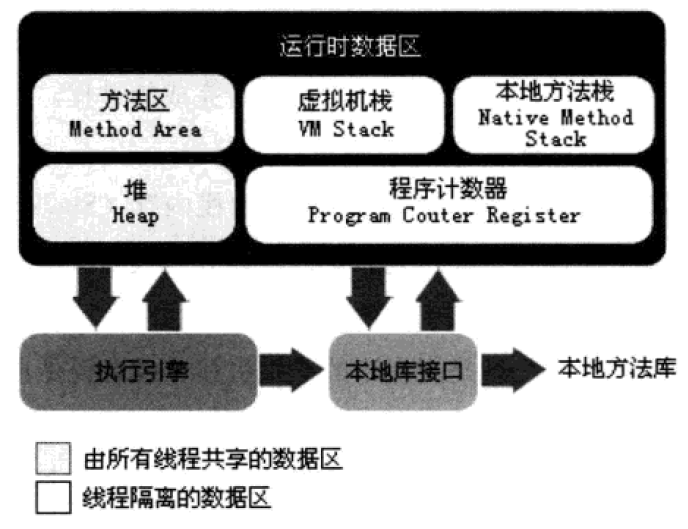 运行时数据区
方法区
Method Area
虚拟机栈
VM Stack
本地方法栈
Native Method
Stack
堆
Heap
程序计数器
Program Couter Register
执行引擎
本地库接口
本地方法库
由所有线程共享的数据区
线程隔离的数据区